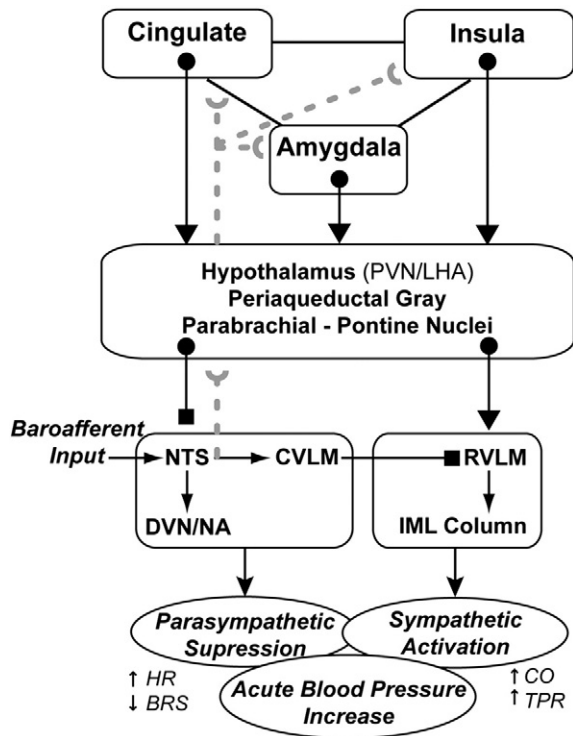 Cingulate
Insula
Amygdala
Hypothalamus (PVN/LHA)
Periaqueductal Gray
Parabrachial - Pontine Nuclei
Baroafferent
Input
NTS
CVLM
RVLM
DVN/NA
IML Column
Parasympathetic
Supression
Sympathetic
Activation
↑ HR
↓ BRS
Acute Blood Pressure
Increase
↑ CO
↑ TPR